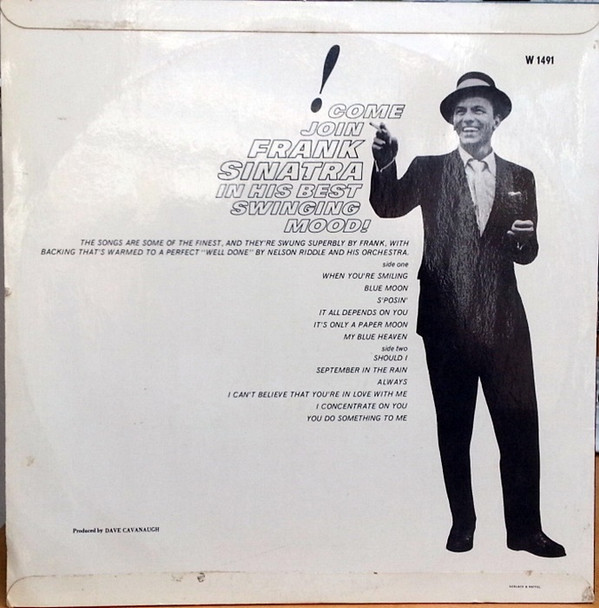 W 1491
!
COME
JOIN
FRANK
SINATRA
IN HIS BEST
SWINGING
MOOD!
THE SONGS ARE SOME OF THE FINEST, AND THEY'RE SWUNG SUPERBLY BY FRANK, WITH
BACKING THAT'S WARMED TO A PERFECT "WELL DONE" BY NELSON RIDDLE AND HIS ORCHESTRA.
side one
WHEN YOU'RE SMILING
BLUE MOON
S'POSIN'
IT ALL DEPENDS ON YOU
IT'S ONLY A PAPER MOON
MY BLUE HEAVEN
side two
SHOULD I
SEPTEMBER IN THE RAIN
ALWAYS
I CAN'T BELIEVE THAT YOU'RE IN LOVE WITH ME
I CONCENTRATE ON YOU
YOU DO SOMETHING TO ME
Produced by DAVE CAVANAUGH